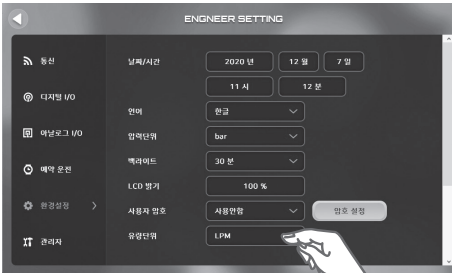 ENGNEER SETTING
통신
날짜/시간
2020 년
12 월
7 일
디지털 I/O
11 시
12 분
언어
한글
아날로그 I/O
압력단위
bar
예약 운전
백라이트
30 분
LCD 밝기
100 %
환경설정
사용자 암호
사용안함
암호 설정
관리자
유량단위
LPM